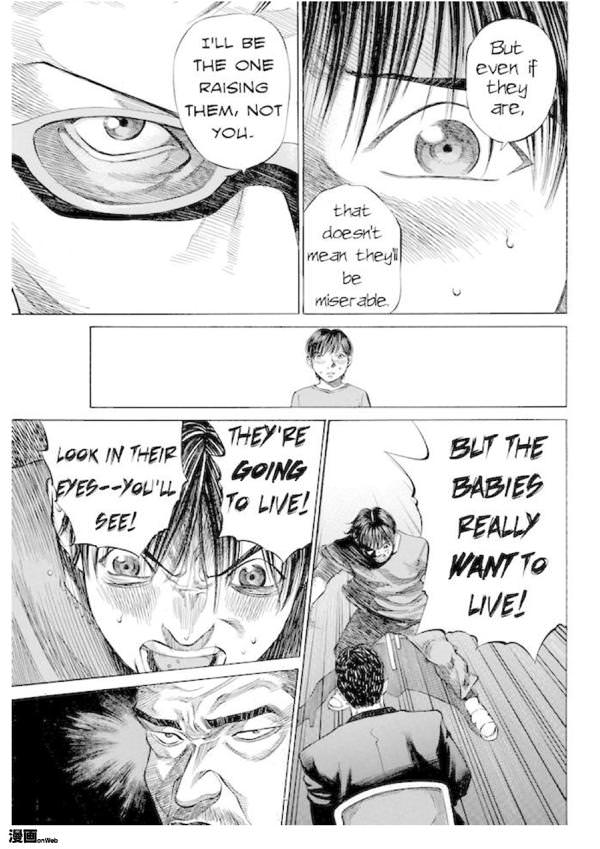 But
even if
they
are,
that
doesn't
mean they'll
be
miserable.
I'LL BE
THE ONE
RAISING
THEM, NOT
YOU.
BUT THE
BABIES
REALLY
WANT TO
LIVE!
THEY'RE
GOING
TO LIVE!
LOOK IN THEIR
EYES--YOU'LL
SEE!
漫画onWeb